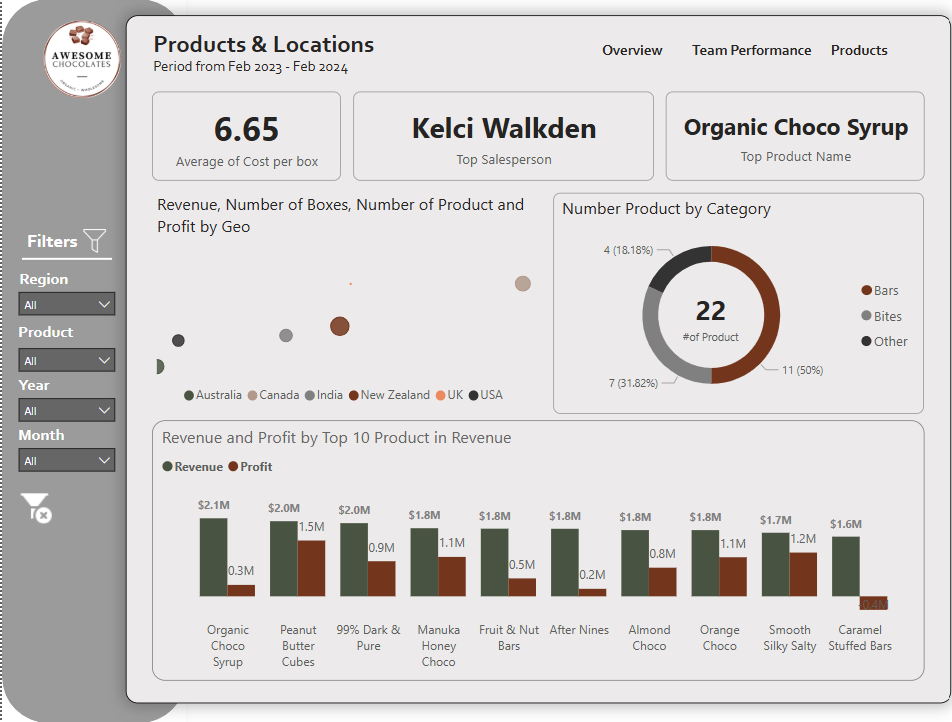 AWESOME
CHOCOLATES
ORGANIC • WHOLESOME
Products & Locations
Period from Feb 2023 - Feb 2024
Overview
Team Performance
Products
6.65
Average of Cost per box
Kelci Walkden
Top Salesperson
Organic Choco Syrup
Top Product Name
Filters
Region
All
Product
All
Year
All
Month
All
Revenue, Number of Boxes, Number of Product and
Profit by Geo
Australia Canada India New Zealand UK USA
Number Product by Category
4 (18.18%)
22
#of Product
7 (31.82%)
11 (50%)
Bars
Bites
Other
Revenue and Profit by Top 10 Product in Revenue
Revenue Profit
$2.1M
0.3M
$2.0M
1.5M
$2.0M
0.9M
$1.8M
1.1M
$1.8M
0.5M
$1.8M
0.2M
$1.8M
0.8M
$1.8M
1.1M
$1.7M
1.2M
$1.6M
-0.4M
Organic
Choco
Syrup
Peanut
Butter
Cubes
99% Dark &
Pure
Manuka
Honey
Choco
Fruit & Nut
Bars
After Nines
Almond
Choco
Orange
Choco
Smooth
Silky Salty
Caramel
Stuffed Bars